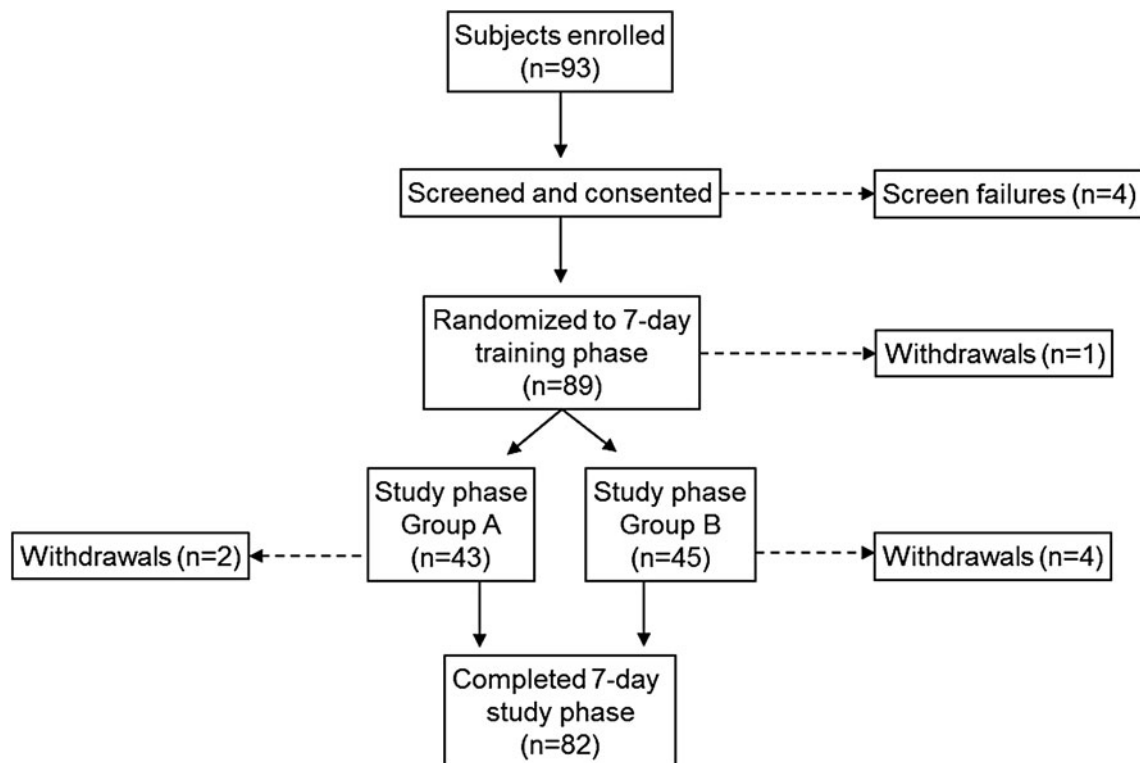 Subjects enrolled
(n=93)
Screened and consented
Screen failures (n=4)
Randomized to 7-day
training phase
(n=89)
Withdrawals (n=1)
Study phase
Group A
(n=43)
Study phase
Group B
(n=45)
Withdrawals (n=2)
Withdrawals (n=4)
Completed 7-day
study phase
(n=82)